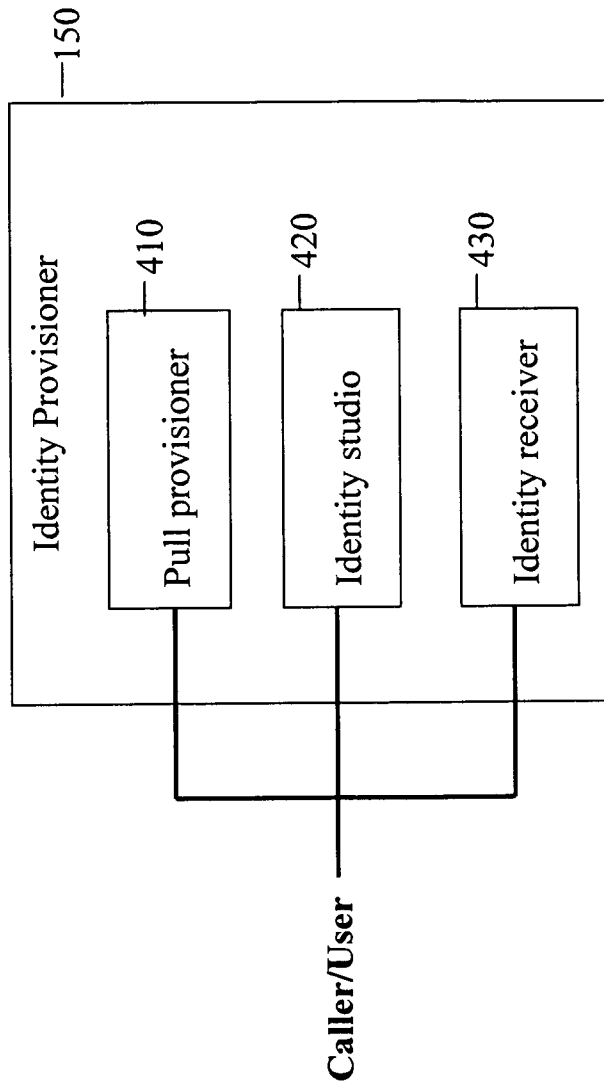 Identity Provisioner
150
Pull provisioner
410
Identity studio
420
Identity receiver
430
Caller/User